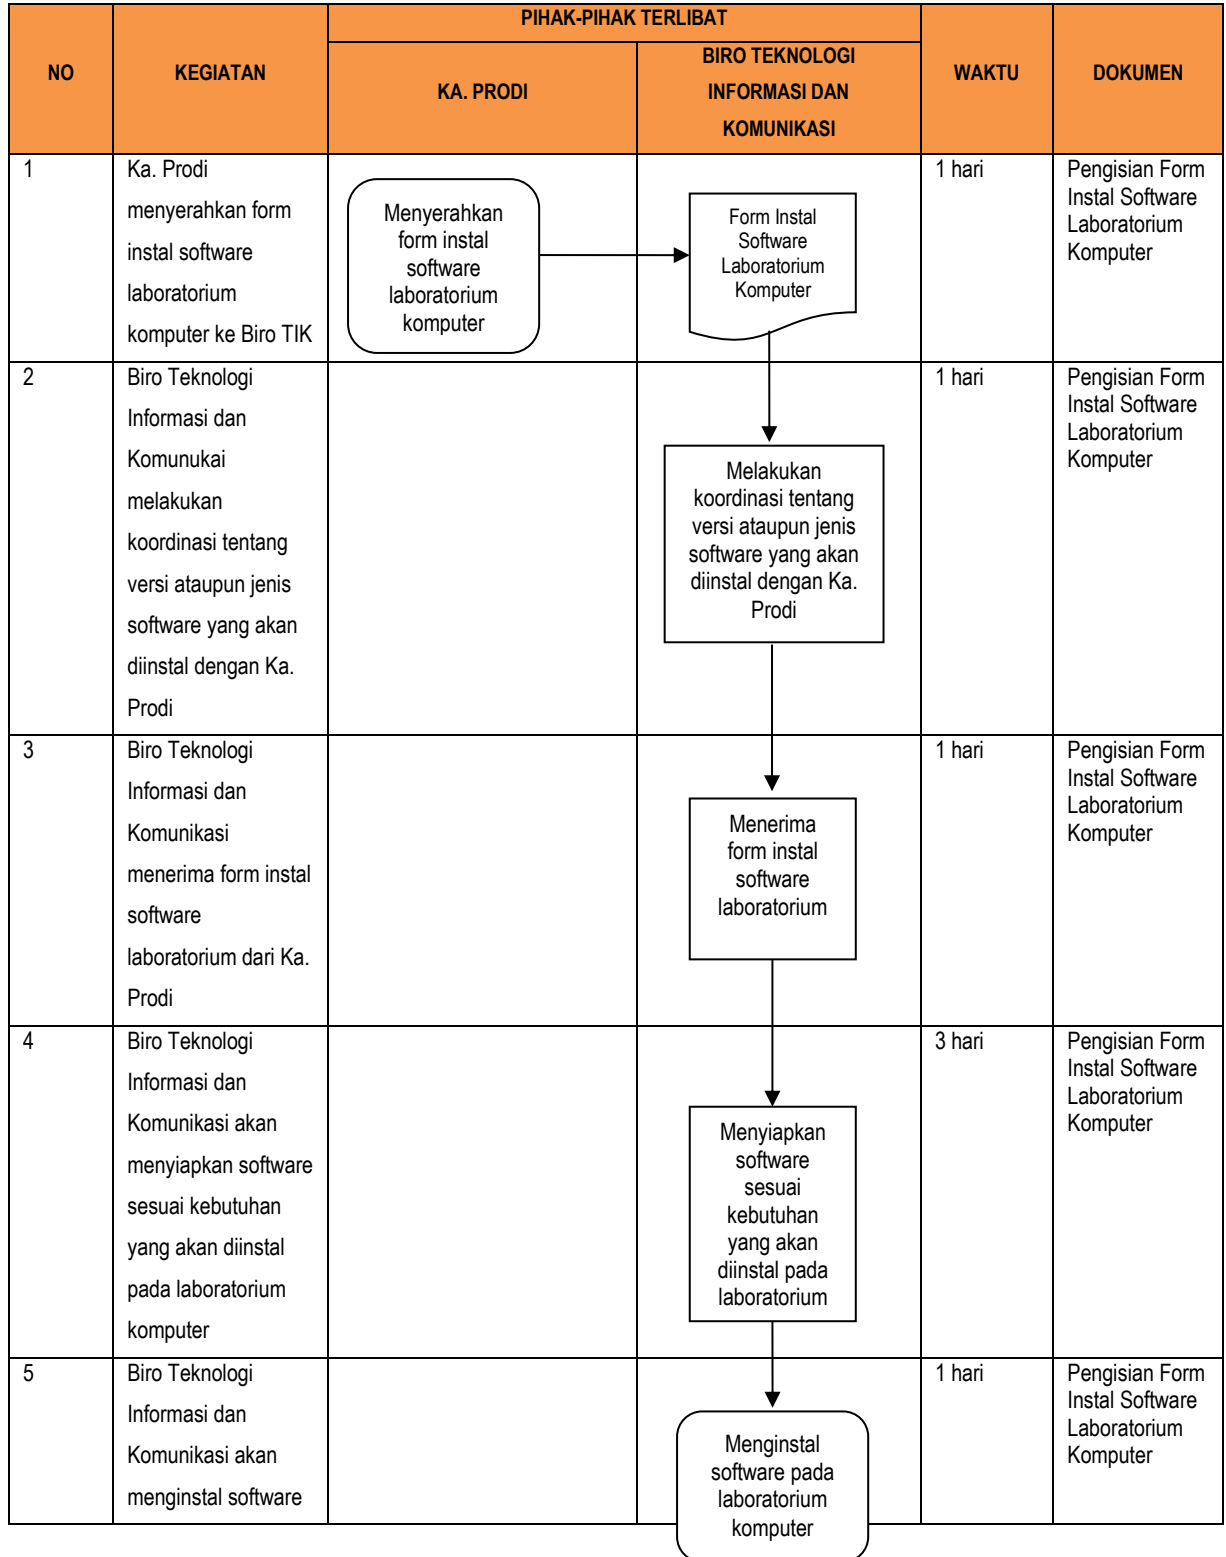 NO
KEGIATAN
PIHAK-PIHAK TERLIBAT
KA. PRODI
BIRO TEKNOLOGI
INFORMASI DAN
KOMUNIKASI
WAKTU
DOKUMEN
1
Ka. Prodi
menyerahkan form
instal software
laboratorium
komputer ke Biro TIK
Menyerahkan
form instal
software
laboratorium
komputer
Form Instal
Software
Laboratorium
Komputer
1 hari
Pengisian Form
Instal Software
Laboratorium
Komputer
2
Biro Teknologi
Informasi dan
Komunukai
melakukan
koordinasi tentang
versi ataupun jenis
software yang akan
diinstal dengan Ka.
Prodi
Melakukan
koordinasi tentang
versi ataupun jenis
software yang akan
diinstal dengan Ka.
Prodi
1 hari
Pengisian Form
Instal Software
Laboratorium
Komputer
3
Biro Teknologi
Informasi dan
Komunikasi
menerima form instal
software
laboratorium dari Ka.
Prodi
Menerima
form instal
software
laboratorium
1 hari
Pengisian Form
Instal Software
Laboratorium
Komputer
4
Biro Teknologi
Informasi dan
Komunikasi akan
menyiapkan software
sesuai kebutuhan
yang akan diinstal
pada laboratorium
komputer
Menyiapkan
software
sesuai
kebutuhan
yang akan
diinstal pada
laboratorium
3 hari
Pengisian Form
Instal Software
Laboratorium
Komputer
5
Biro Teknologi
Informasi dan
Komunikasi akan
menginstal software
Menginstal
software pada
laboratorium
komputer
1 hari
Pengisian Form
Instal Software
Laboratorium
Komputer